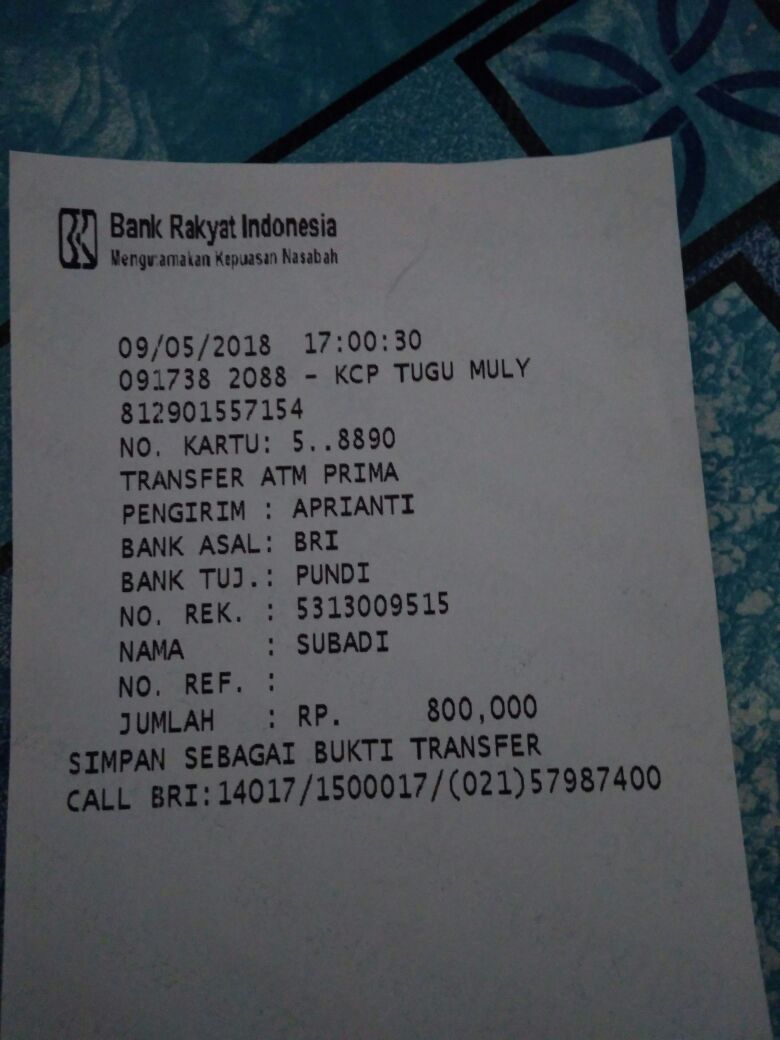 Bank Rakyat Indonesia
Mengutamakan Kepuasan Nasabah
09/05/2018 17:00:30
091738 2088 - KCP TUGU MULY
812901557154
NO. KARTU: 5..8890
TRANSFER ATM PRIMA
PENGIRIM : APRIANTI
BANK ASAL: BRI
BANK TUJ.: PUNDI
NO. REK. : 5313009515
NAMA : SUBADI
NO. REF. :
JUMLAH : RP. 800,000
SIMPAN SEBAGAI BUKTI TRANSFER
CALL BRI:14017/1500017/(021)57987400